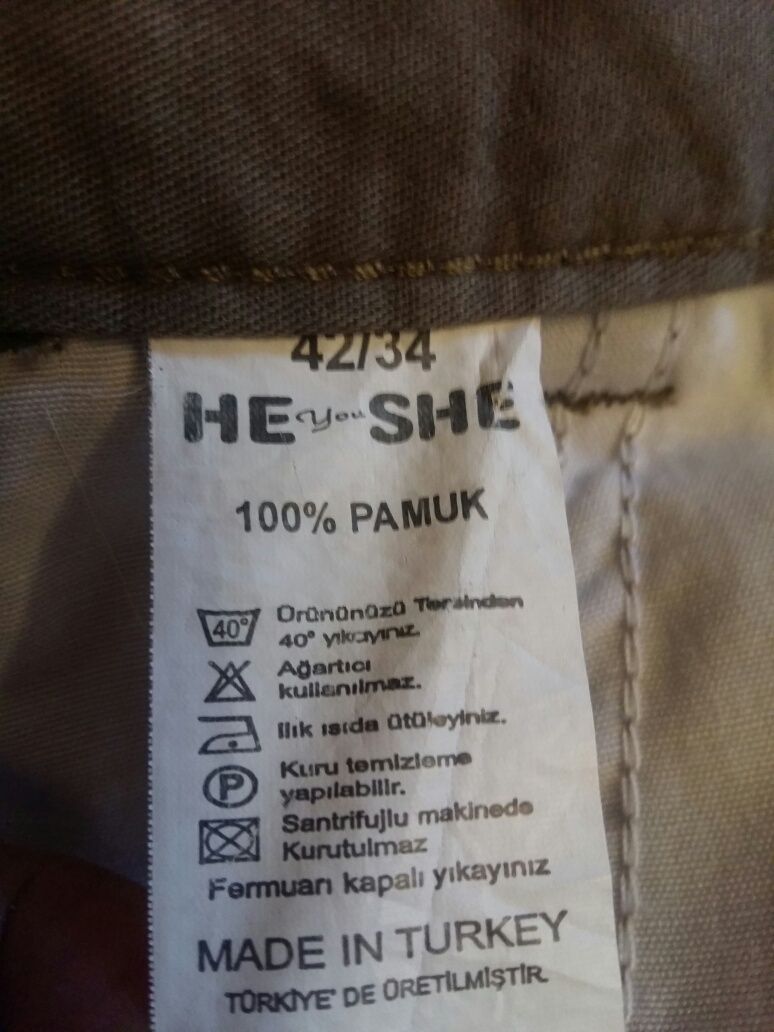 42/34
HE you SHE
100% PAMUK
40° Ürününüzü Tersinden
40° yıkayınız.
Ağartıcı
kullanılmaz.
Ilık ısıda ütüleyiniz.
P Kuru temizleme
yapılabilir.
Santrifujlu makinede
Kurutulmaz
Fermuarı kapalı yıkayınız
MADE IN TURKEY
TÜRKİYE' DE ÜRETİLMİŞTİR.